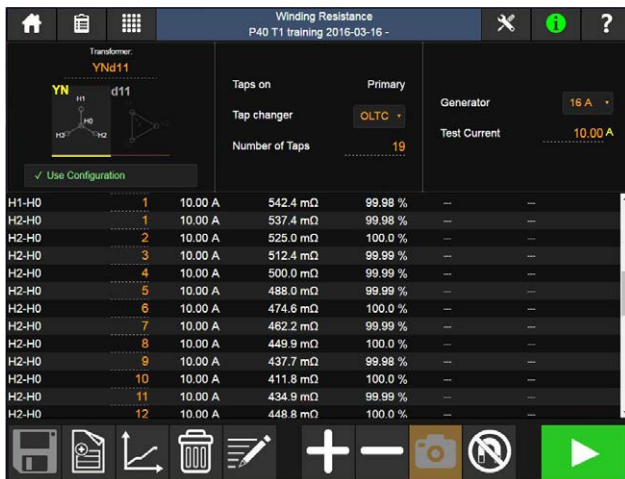 Winding Resistance
P40 T1 training 2016-03-16 -
i
?
Transformer:
YNd11
YN
d11
H1
H0
H3
H2
✓ Use Configuration
Taps on Primary
Tap changer OLTC
Number of Taps 19
Generator 16 A
Test Current 10.00 A
H1-H0 1 10.00 A 542.4 mΩ 99.98 % -- --
H2-H0 1 10.00 A 537.4 mΩ 99.98 % -- --
H2-H0 2 10.00 A 525.0 mΩ 100.0 % -- --
H2-H0 3 10.00 A 512.4 mΩ 99.99 % -- --
H2-H0 4 10.00 A 500.0 mΩ 99.99 % -- --
H2-H0 5 10.00 A 488.0 mΩ 99.99 % -- --
H2-H0 6 10.00 A 474.6 mΩ 100.0 % -- --
H2-H0 7 10.00 A 462.2 mΩ 99.99 % -- --
H2-H0 8 10.00 A 449.9 mΩ 100.0 % -- --
H2-H0 9 10.00 A 437.7 mΩ 99.98 % -- --
H2-H0 10 10.00 A 411.8 mΩ 100.0 % -- --
H2-H0 11 10.00 A 434.9 mΩ 99.99 % -- --
H2-H0 12 10.00 A 448.8 mΩ 100.0 % -- --